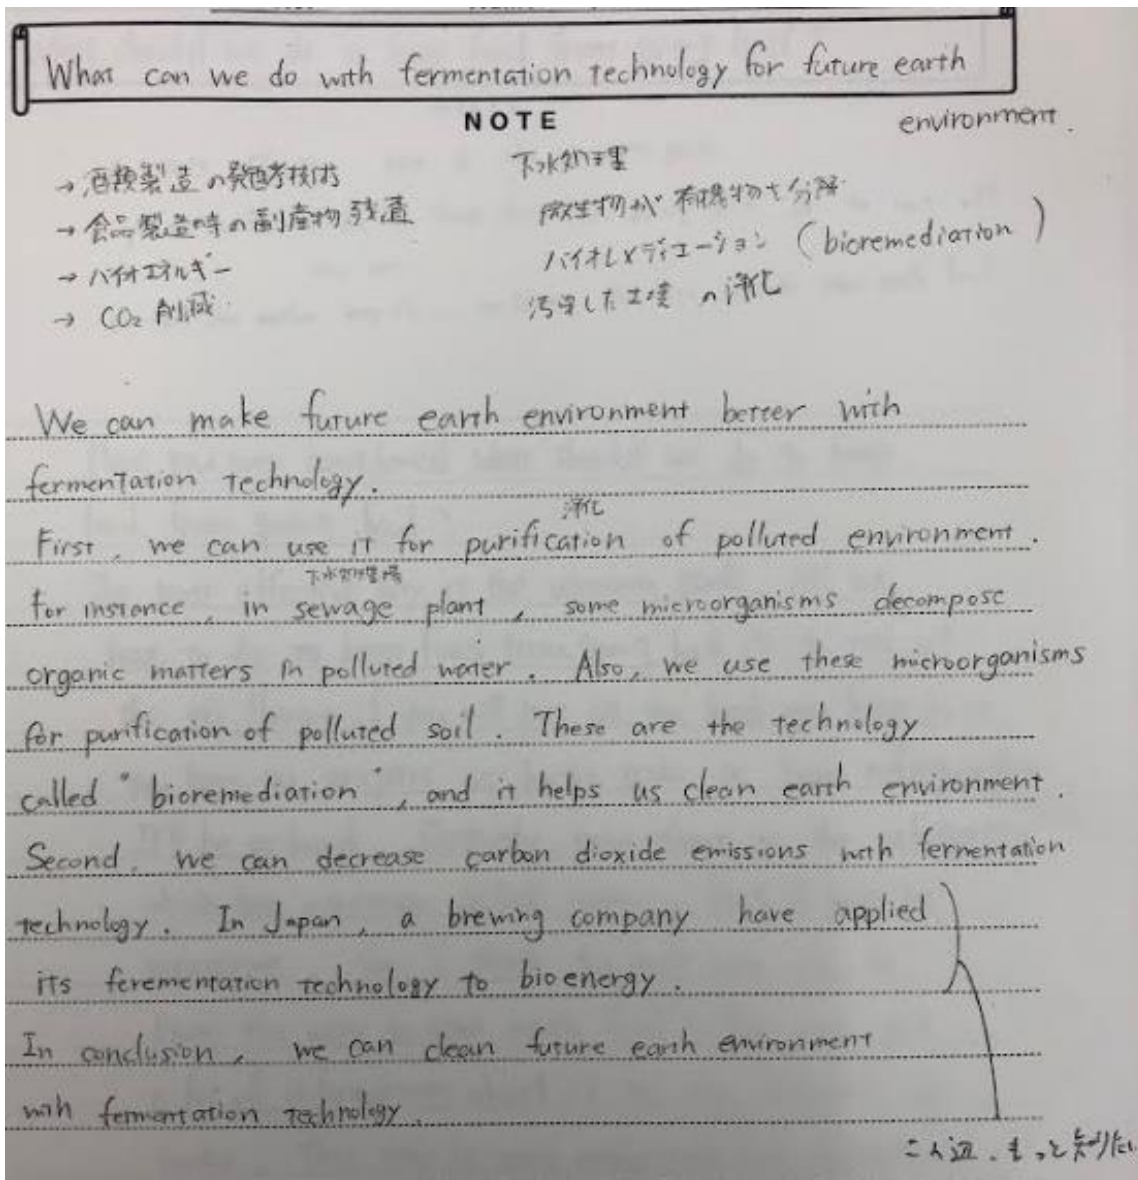 What can we do with fermentation technology for future earth
environment.
NOTE
→ 酒類製造の発酵技術
→ 食品製造時の副産物 残渣
→ バイオエネルギー
→ CO₂ 削減
下水処理
微生物が 有機物を分解
バイオレメディエーション (bioremediation)
汚染した土壌 の浄化
We can make future earth environment better with
fermentation technology.
浄化
First, we can use it for purification of polluted environment.
下水処理場
for instance, in sewage plant, some microorganisms decompose
organic matters in polluted water. Also, we use these microorganisms
for purification of polluted soil. These are the technology
called "bioremediation", and it helps us clean earth environment.
Second, we can decrease carbon dioxide emissions with fermentation
technology. In Japan, a brewing company have applied
its ferementation technology to bioenergy.
In conclusion, we can clean future earth environment
with fermentation technology.
この辺、もっと知りたい